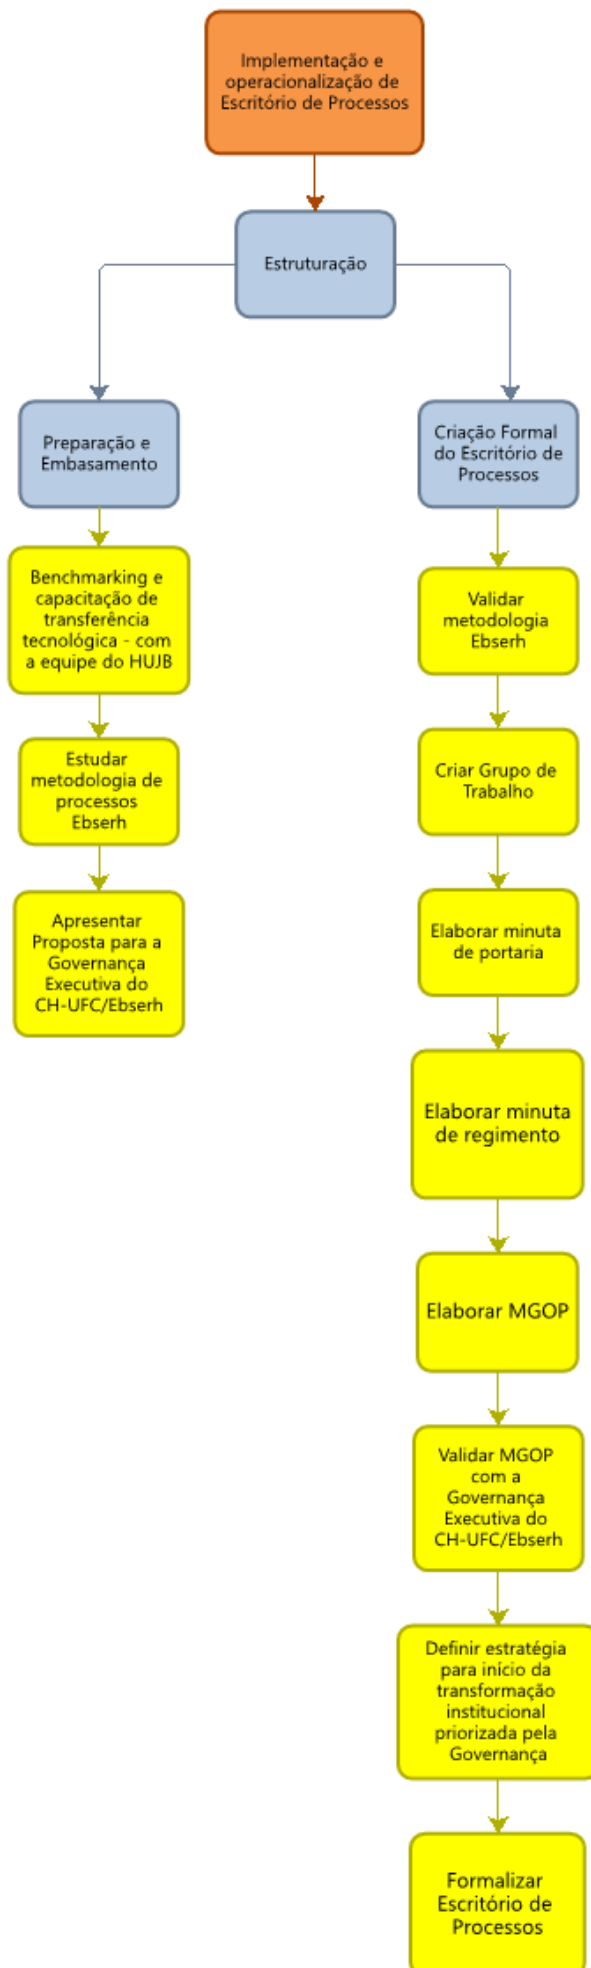 Implementação e
operacionalização de
Escritório de Processos
Estruturação
Preparação e
Embasamento
Benchmarking e
capacitação de
transferência
tecnológica - com
a equipe do HUJB
Estudar
metodologia de
processos
Ebserh
Apresentar
Proposta para a
Governança
Executiva do
CH-UFC/Ebserh
Criação Formal
do Escritório de
Processos
Validar
metodologia
Ebserh
Criar Grupo de
Trabalho
Elaborar minuta
de portaria
Elaborar minuta
de regimento
Elaborar MGOP
Validar MGOP
com a
Governança
Executiva do
CH-UFC/Ebserh
Definir estratégia
para início da
transformação
institucional
priorizada pela
Governança
Formalizar
Escritório de
Processos